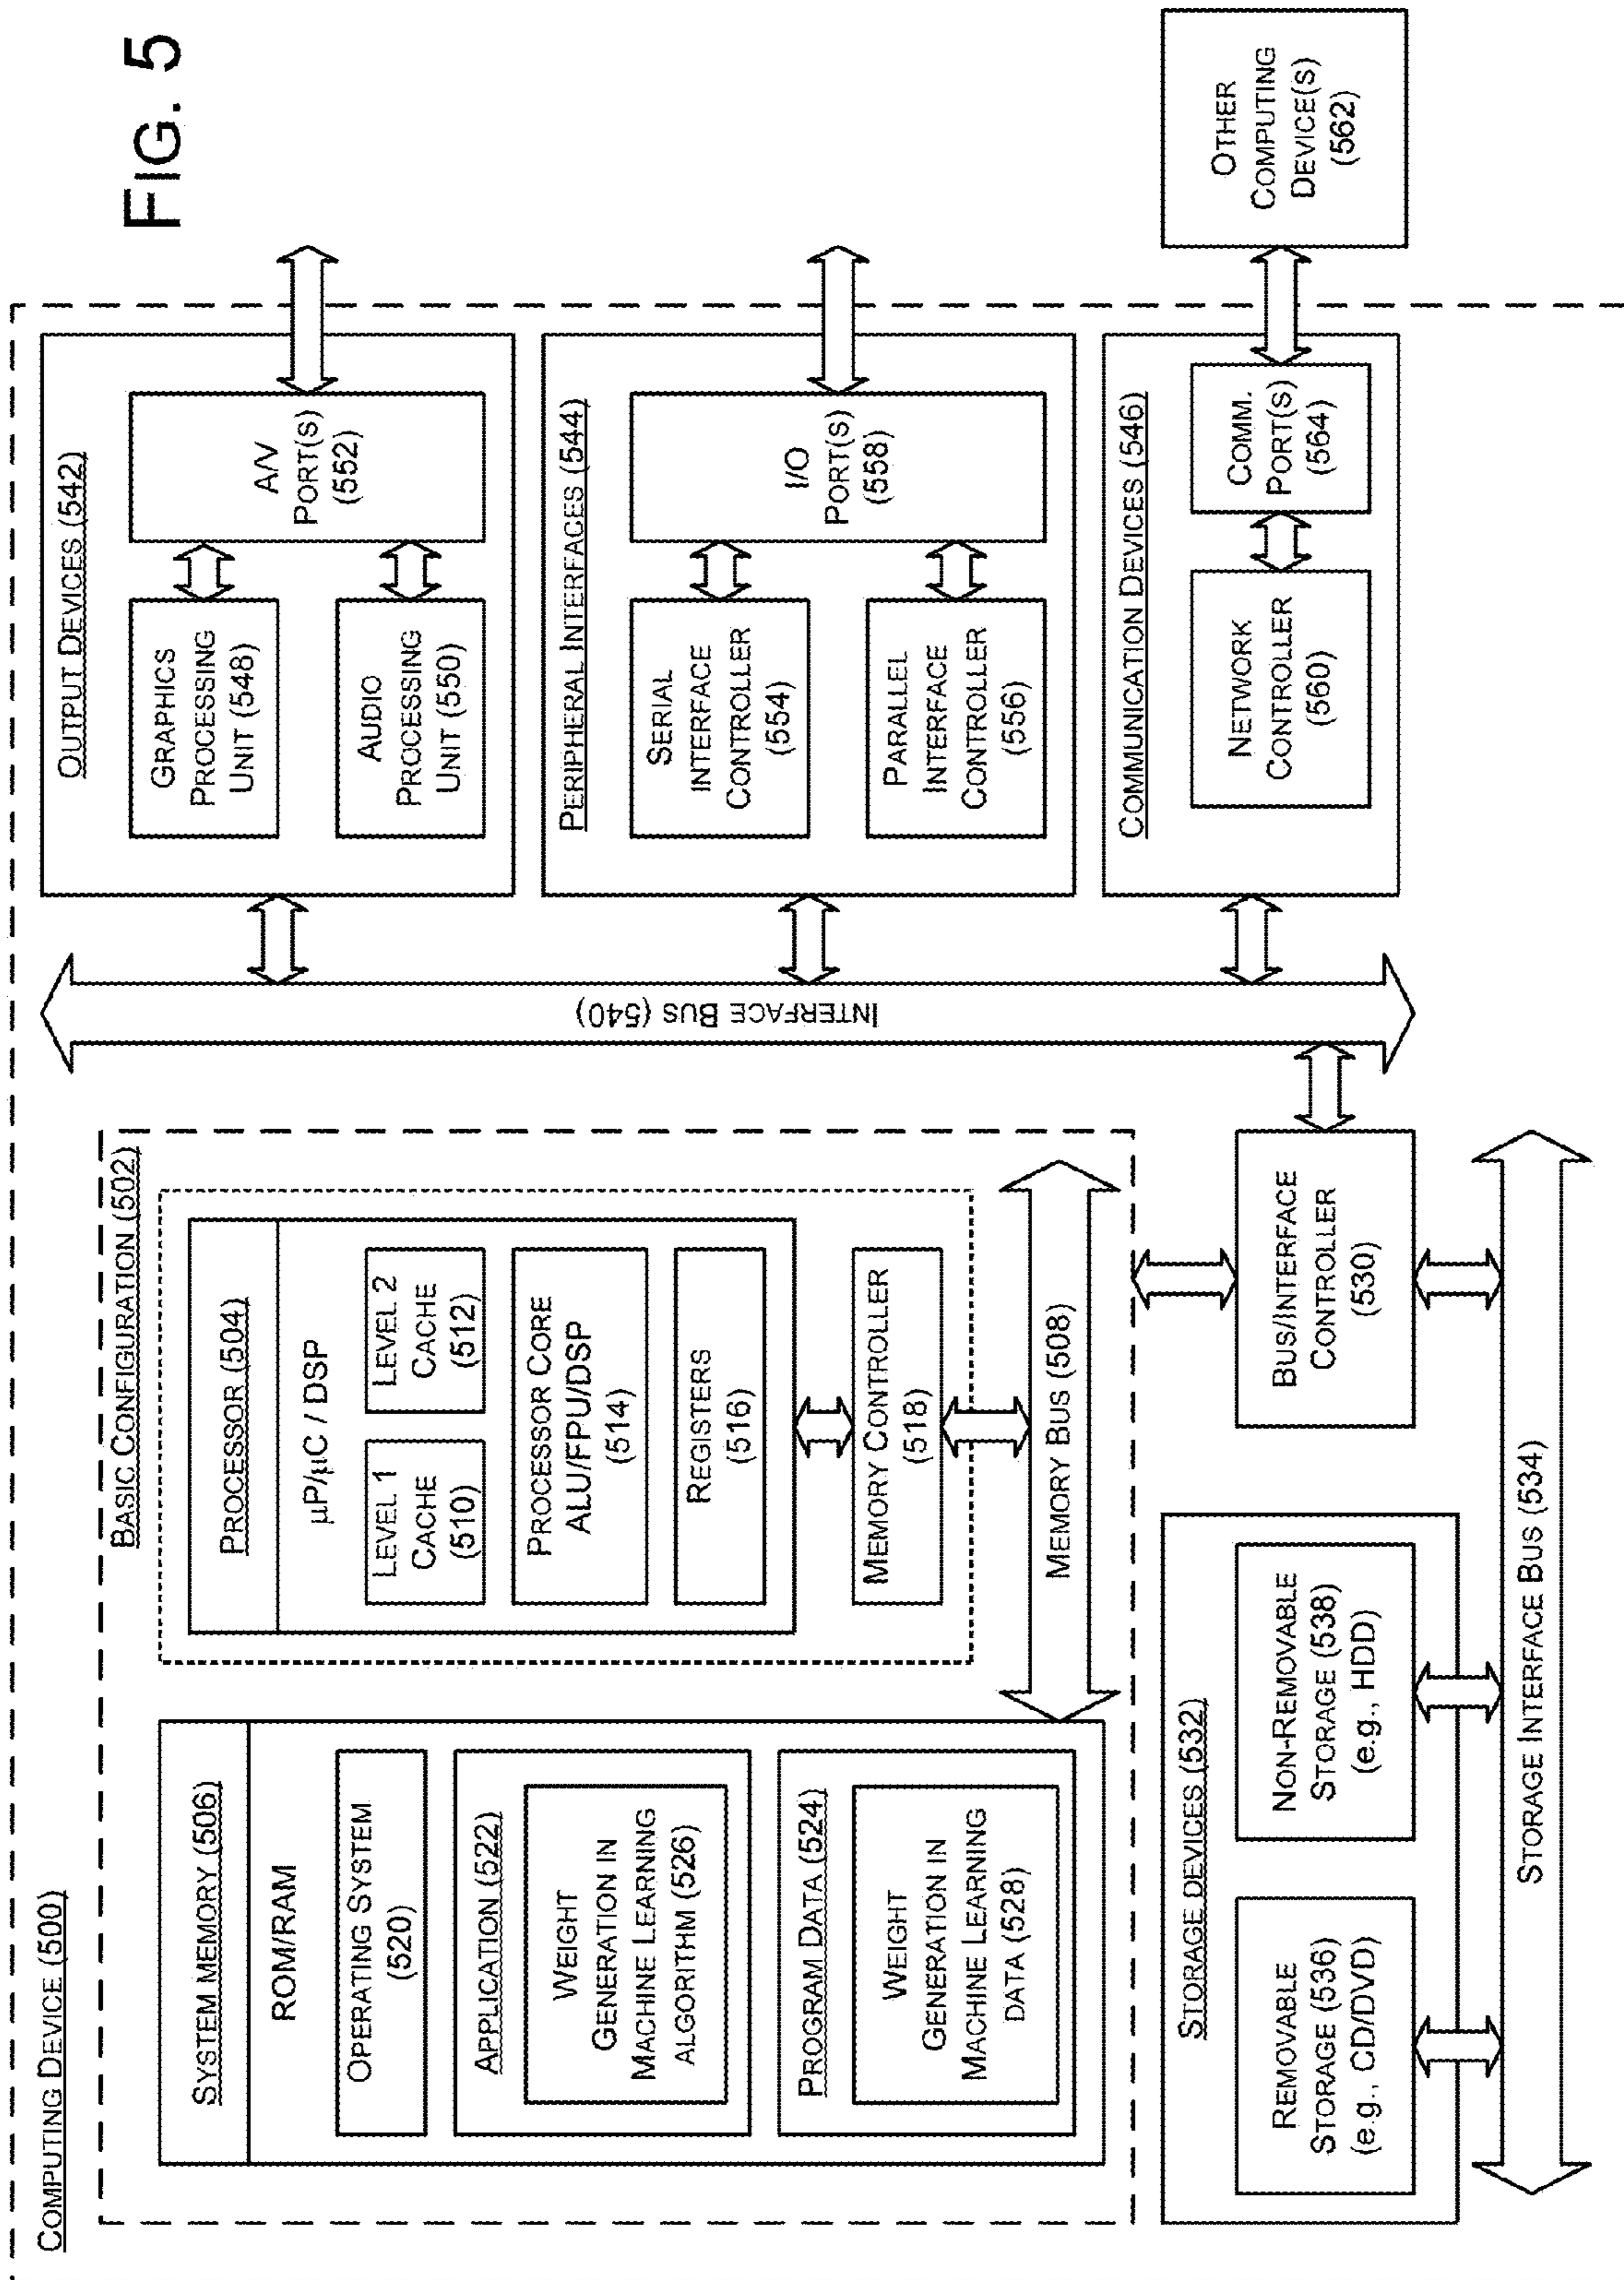 FIG. 5
COMPUTING DEVICE (500)
BASIC CONFIGURATION (502)
SYSTEM MEMORY (506)
ROM/RAM
OPERATING SYSTEM
(520)
APPLICATION (522)
WEIGHT
GENERATION IN
MACHINE LEARNING
ALGORITHM (526)
PROGRAM DATA (524)
WEIGHT
GENERATION IN
MACHINE LEARNING
DATA (528)
PROCESSOR (504)
µP/µC / DSP
LEVEL 1
CACHE
(510)
LEVEL 2
CACHE
(512)
PROCESSOR CORE
ALU/FPU/DSP
(514)
REGISTERS
(516)
MEMORY CONTROLLER
(518)
MEMORY BUS (508)
BUS/INTERFACE
CONTROLLER
(530)
STORAGE DEVICES (532)
REMOVABLE
STORAGE (536)
(e.g., CD/DVD)
NON-REMOVABLE
STORAGE (538)
(e.g., HDD)
STORAGE INTERFACE BUS (534)
INTERFACE BUS (540)
OUTPUT DEVICES (542)
GRAPHICS
PROCESSING
UNIT (548)
AUDIO
PROCESSING
UNIT (550)
A/V
PORT(S)
(552)
PERIPHERAL INTERFACES (544)
SERIAL
INTERFACE
CONTROLLER
(554)
PARALLEL
INTERFACE
CONTROLLER
(556)
I/O
PORT(S)
(558)
COMMUNICATION DEVICES (546)
NETWORK
CONTROLLER
(560)
COMM.
PORT(S)
(564)
OTHER
COMPUTING
DEVICE(S)
(562)